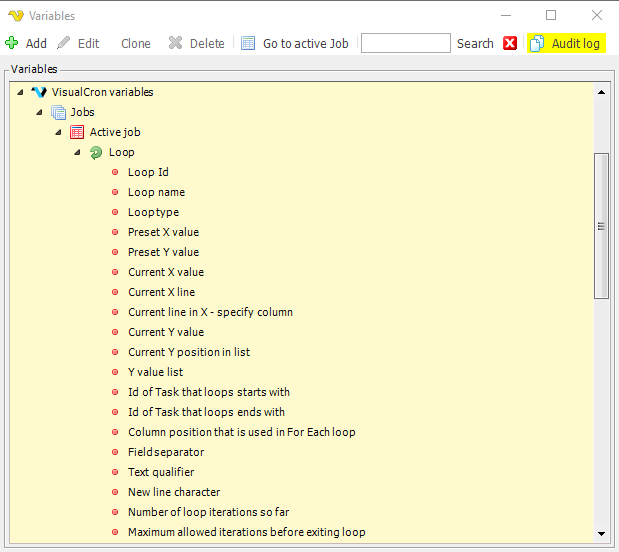 Variables
Add Edit Clone Delete Go to active Job Search Audit log
Variables
VisualCron variables
Jobs
Active job
Loop
Loop Id
Loop name
Loop type
Preset X value
Preset Y value
Current X value
Current X line
Current line in X - specify column
Current Y value
Current Y position in list
Y value list
Id of Task that loops starts with
Id of Task that loops ends with
Column position that is used in For Each loop
Field separator
Text qualifier
New line character
Number of loop iterations so far
Maximum allowed iterations before exiting loop